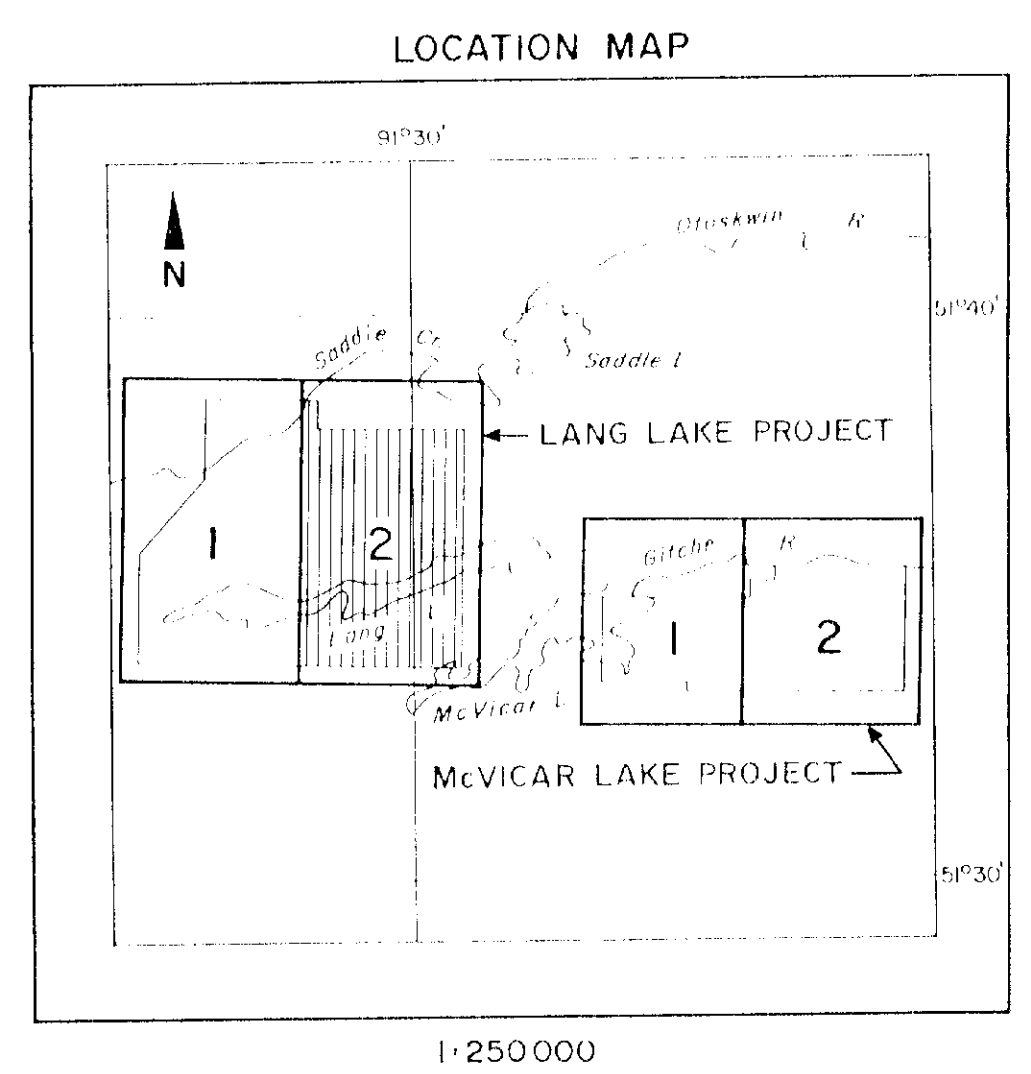 LOCATION MAP
91°30'
N
Otoskwin R
51°40'
Saddle Cr.
Saddle L
LANG LAKE PROJECT
1
2
Gitche R
Lang L
1
2
McVicar L
McVICAR LAKE PROJECT
51°30'
1:250000